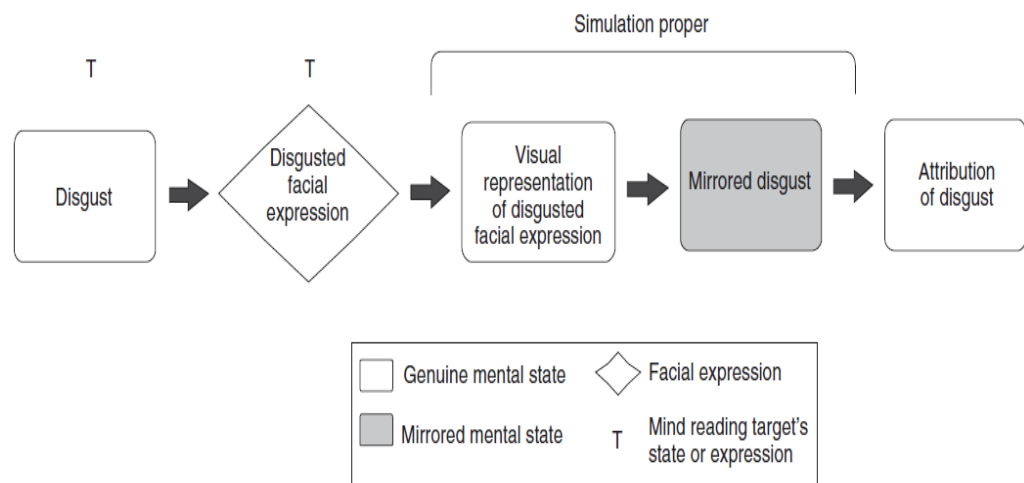 Simulation proper
T
T
Disgust
Disgusted
facial
expression
Visual
representation
of disgusted
facial expression
Mirrored disgust
Attribution
of disgust
Genuine mental state
Facial expression
Mirrored mental state
T
Mind reading target's
state or expression